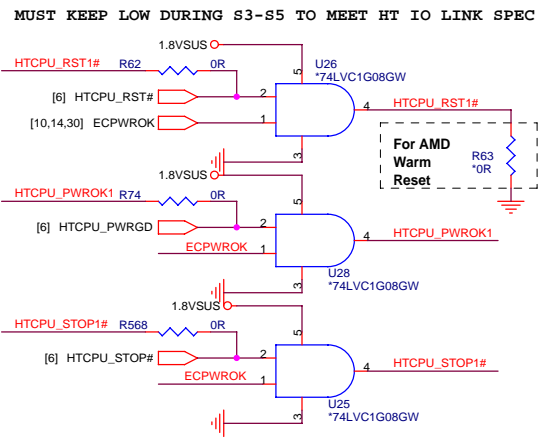 MUST KEEP LOW DURING S3-S5 TO MEET HT IO LINK SPEC
1.8VSUS
HTCPU_RST1# R62 0R
5
U26
*74LVC1G08GW
[6] HTCPU_RST#
2
4
HTCPU_RST1#
[10,14,30] ECPWROK
1
3
For AMD
Warm
Reset
R63
*0R
1.8VSUS
HTCPU_PWROK1 R74 0R
5
[6] HTCPU_PWRGD
2
4
HTCPU_PWROK1
ECPWROK
1
3
U28
*74LVC1G08GW
1.8VSUS
HTCPU_STOP1# R568 0R
5
[6] HTCPU_STOP#
2
4
HTCPU_STOP1#
ECPWROK
1
3
U25
*74LVC1G08GW